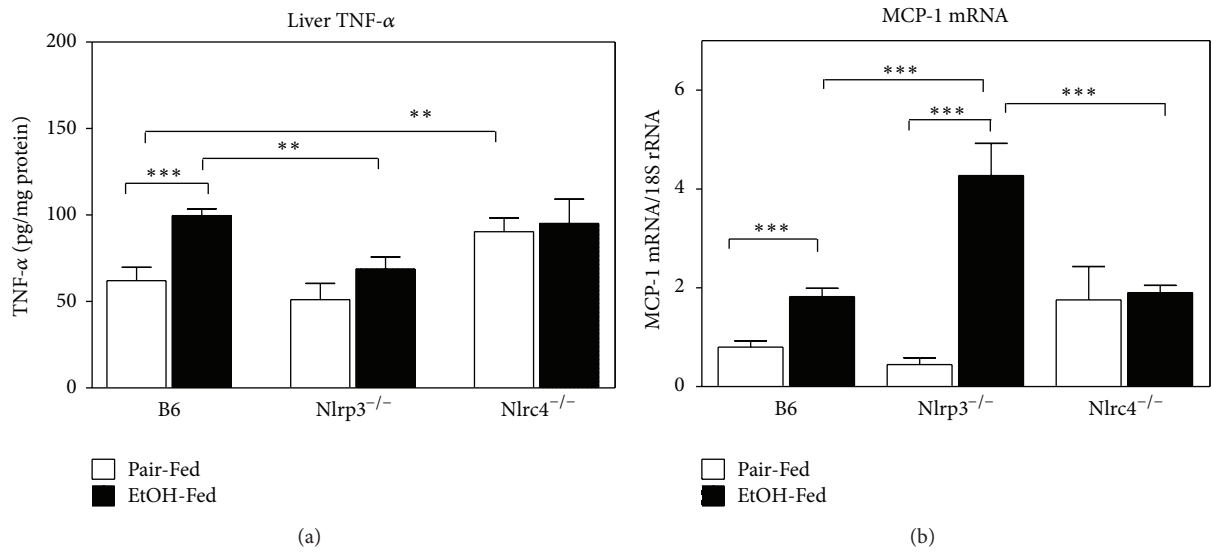 Liver TNF-α
200
150
100
50
0
TNF-α (pg/mg protein)
**
**
***
B6
Nlrp3−/−
Nlrc4−/−
Pair-Fed
EtOH-Fed
(a)
MCP-1 mRNA
6
4
2
0
MCP-1 mRNA/18S rRNA
***
***
***
***
B6
Nlrp3−/−
Nlrc4−/−
Pair-Fed
EtOH-Fed
(b)